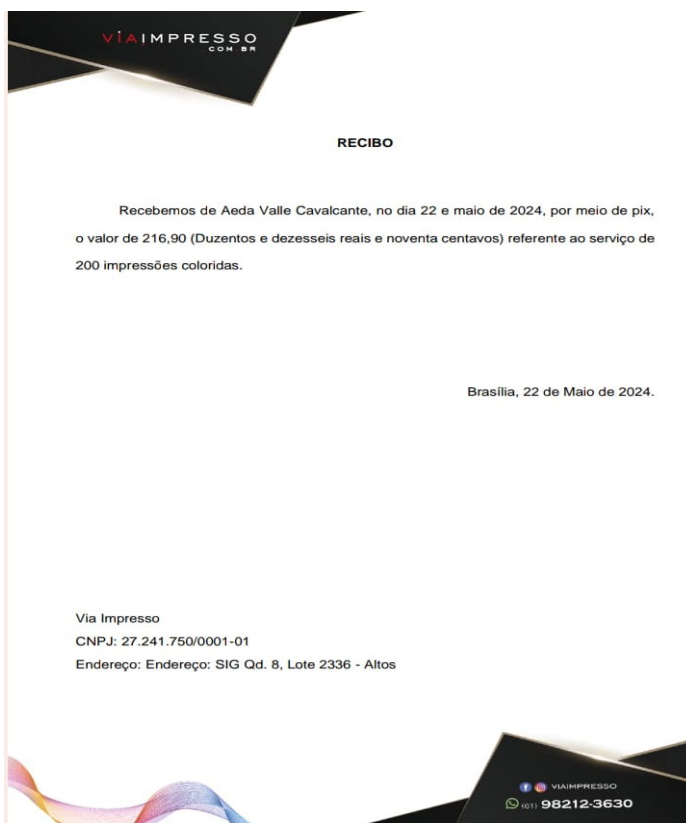 VIAIMPRESSO
COM BR
RECIBO
Recebemos de Aeda Valle Cavalcante, no dia 22 e maio de 2024, por meio de pix,
o valor de 216,90 (Duzentos e dezesseis reais e noventa centavos) referente ao serviço de
200 impressões coloridas.
Brasília, 22 de Maio de 2024.
Via Impresso
CNPJ: 27.241.750/0001-01
Endereço: Endereço: SIG Qd. 8, Lote 2336 - Altos
VIAIMPRESSO
(61) 98212-3630